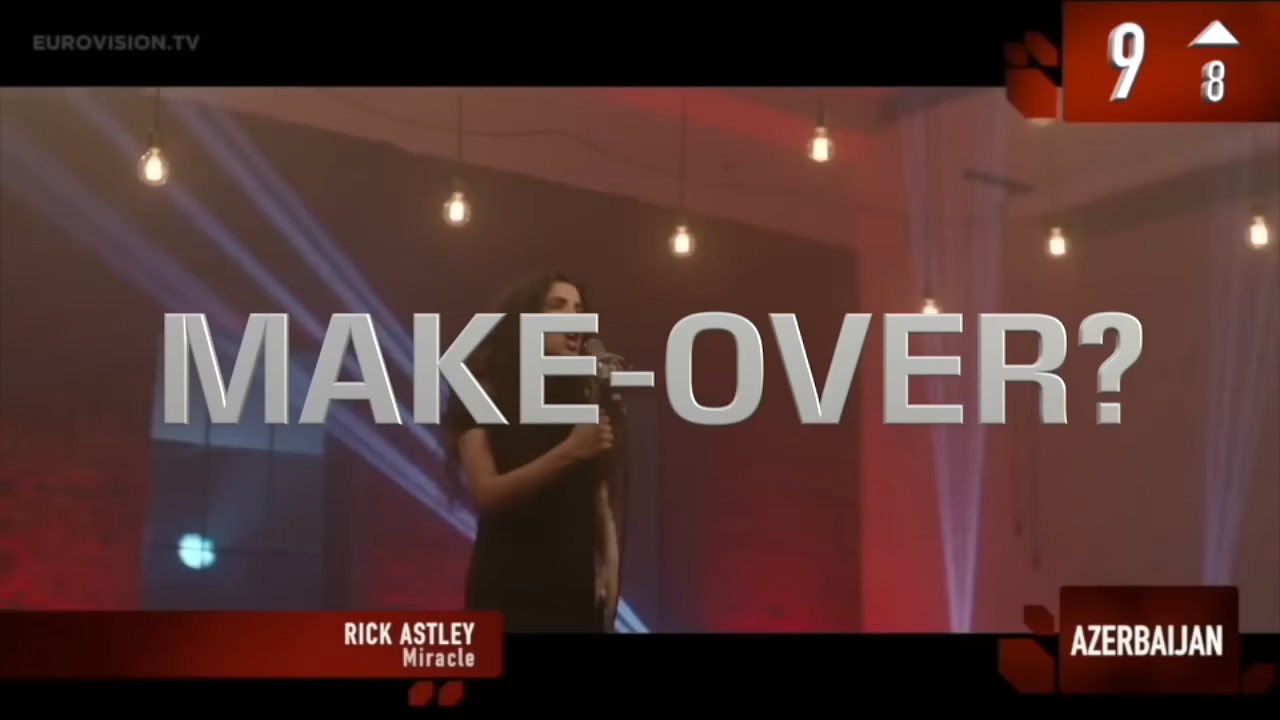 EUROVISION.TV
9
8
MAKE-OVER?
RICK ASTLEY
Miracle
AZERBAIJAN